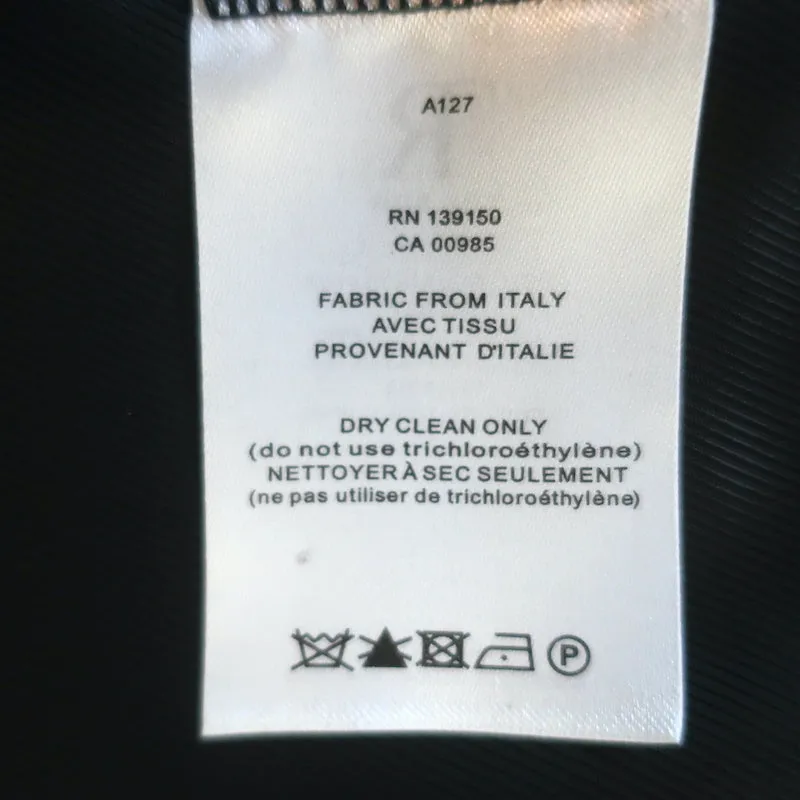 A127
RN 139150
CA 00985
FABRIC FROM ITALY
AVEC TISSU
PROVENANT D'ITALIE
DRY CLEAN ONLY
(do not use trichloroéthylène)
NETTOYER À SEC SEULEMENT
(ne pas utiliser de trichloroéthylène)
P